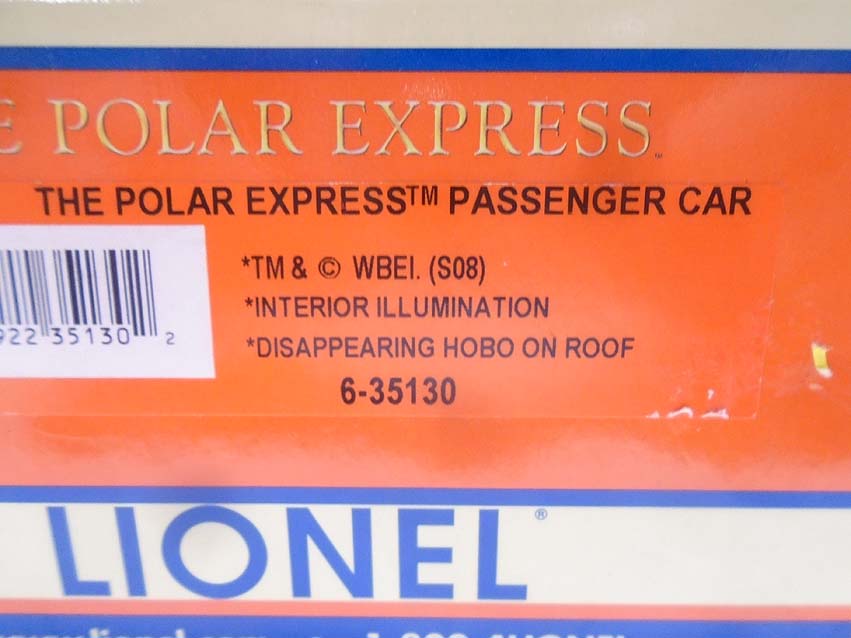 POLAR EXPRESS™
THE POLAR EXPRESS™ PASSENGER CAR
*TM & © WBEI. (S08)
*INTERIOR ILLUMINATION
*DISAPPEARING HOBO ON ROOF
922 35130 2
6-35130
LIONEL®